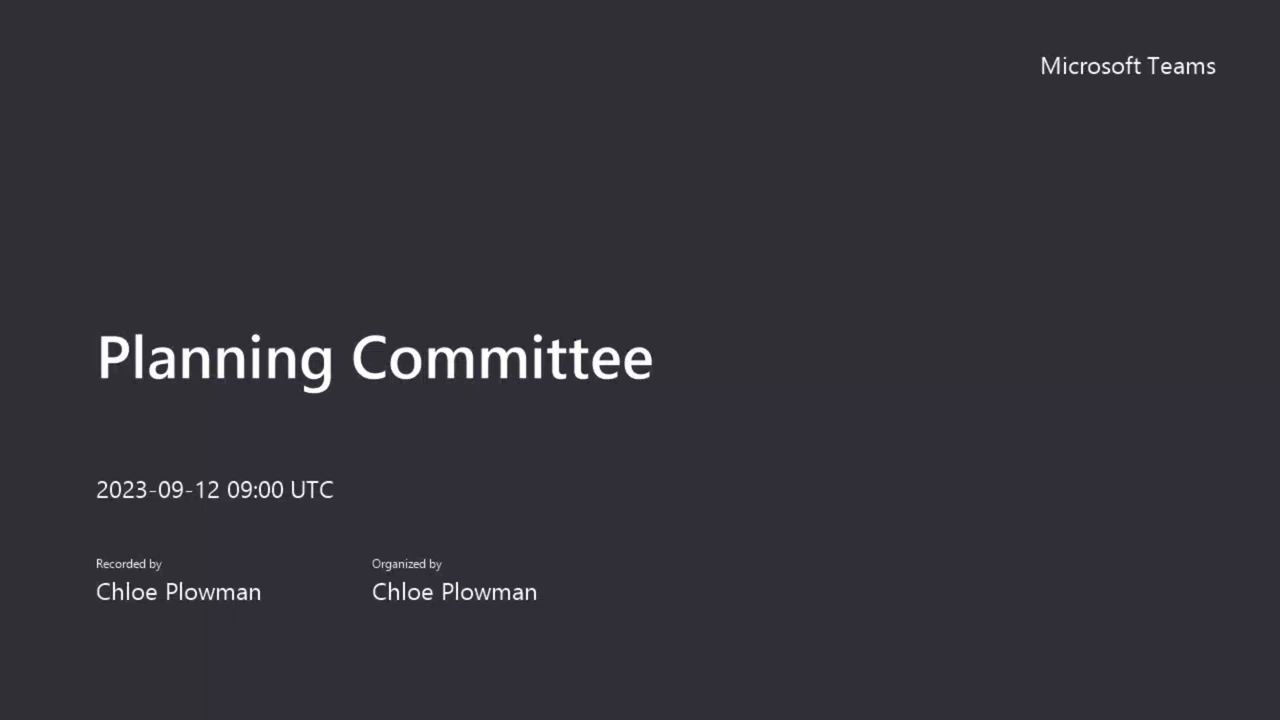 Microsoft Teams
Planning Committee
2023-09-12 09:00 UTC
Recorded by
Chloe Plowman
Organized by
Chloe Plowman